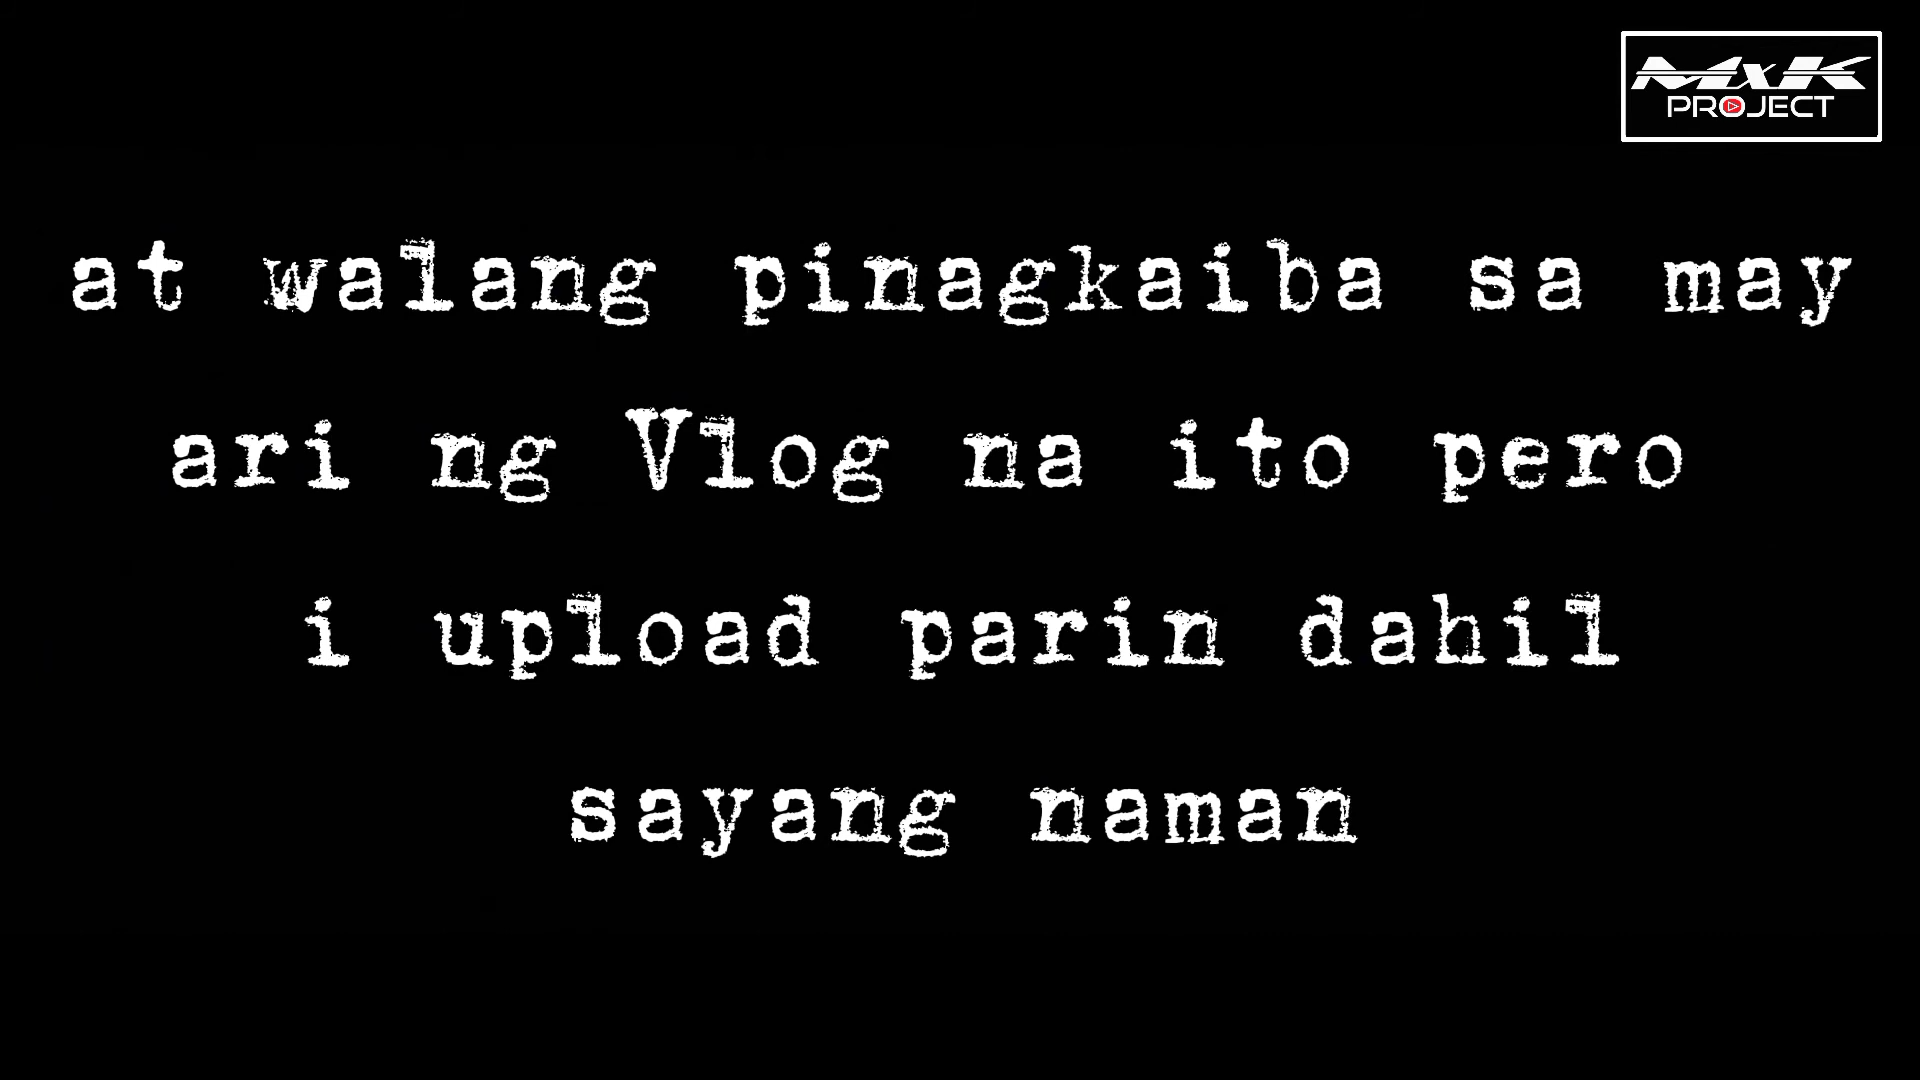 MxK
PROJECT
at walang pinagkaiba sa may
ari ng Vlog na ito pero
i upload parin dahil
sayang naman